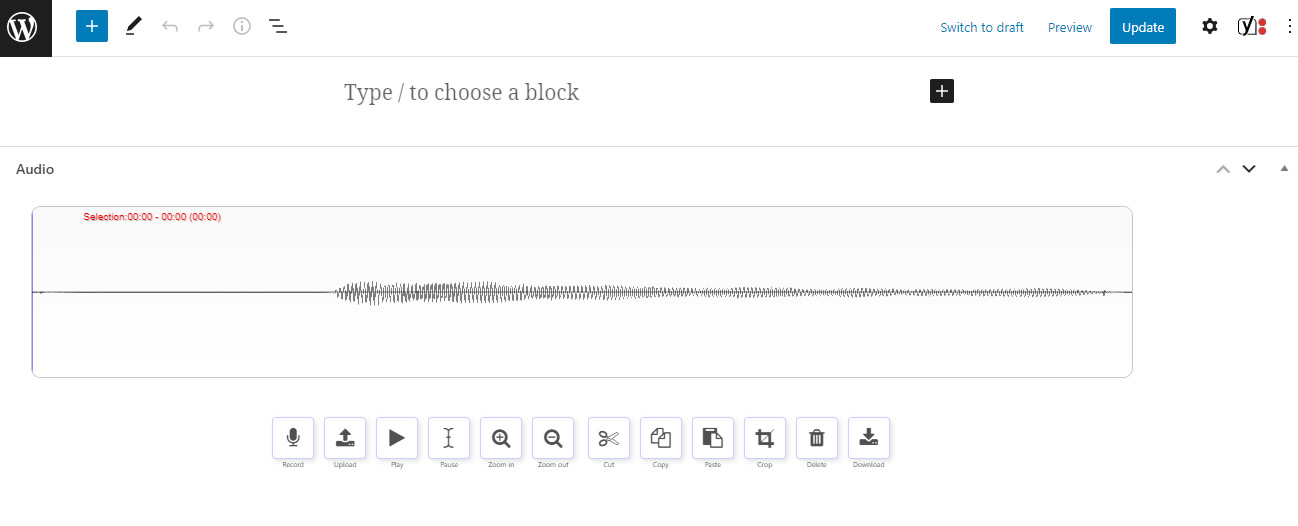 Switch to draft Preview Update
Type / to choose a block
Audio
Selection:00:00 - 00:00 (00:00)
Record Upload Play Pause Zoom in Zoom out Cut Copy Paste Crop Delete Download